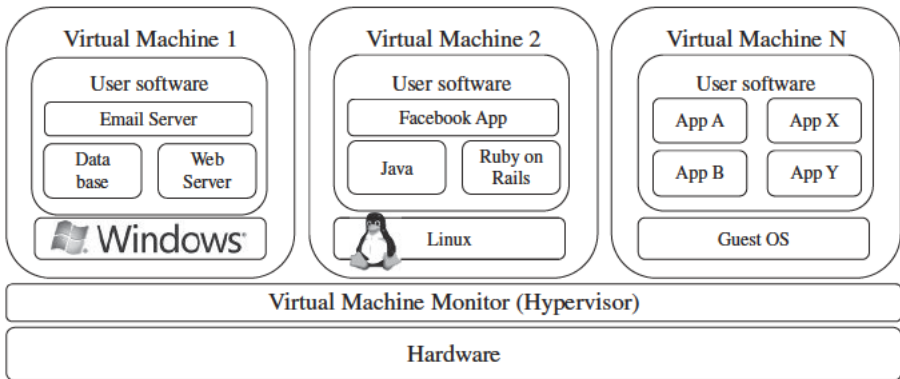 Virtual Machine 1
User software
Email Server
Data
base
Web
Server
Windows
Virtual Machine 2
User software
Facebook App
Java
Ruby on
Rails
Linux
Virtual Machine N
User software
App A
App X
App B
App Y
Guest OS
Virtual Machine Monitor (Hypervisor)
Hardware